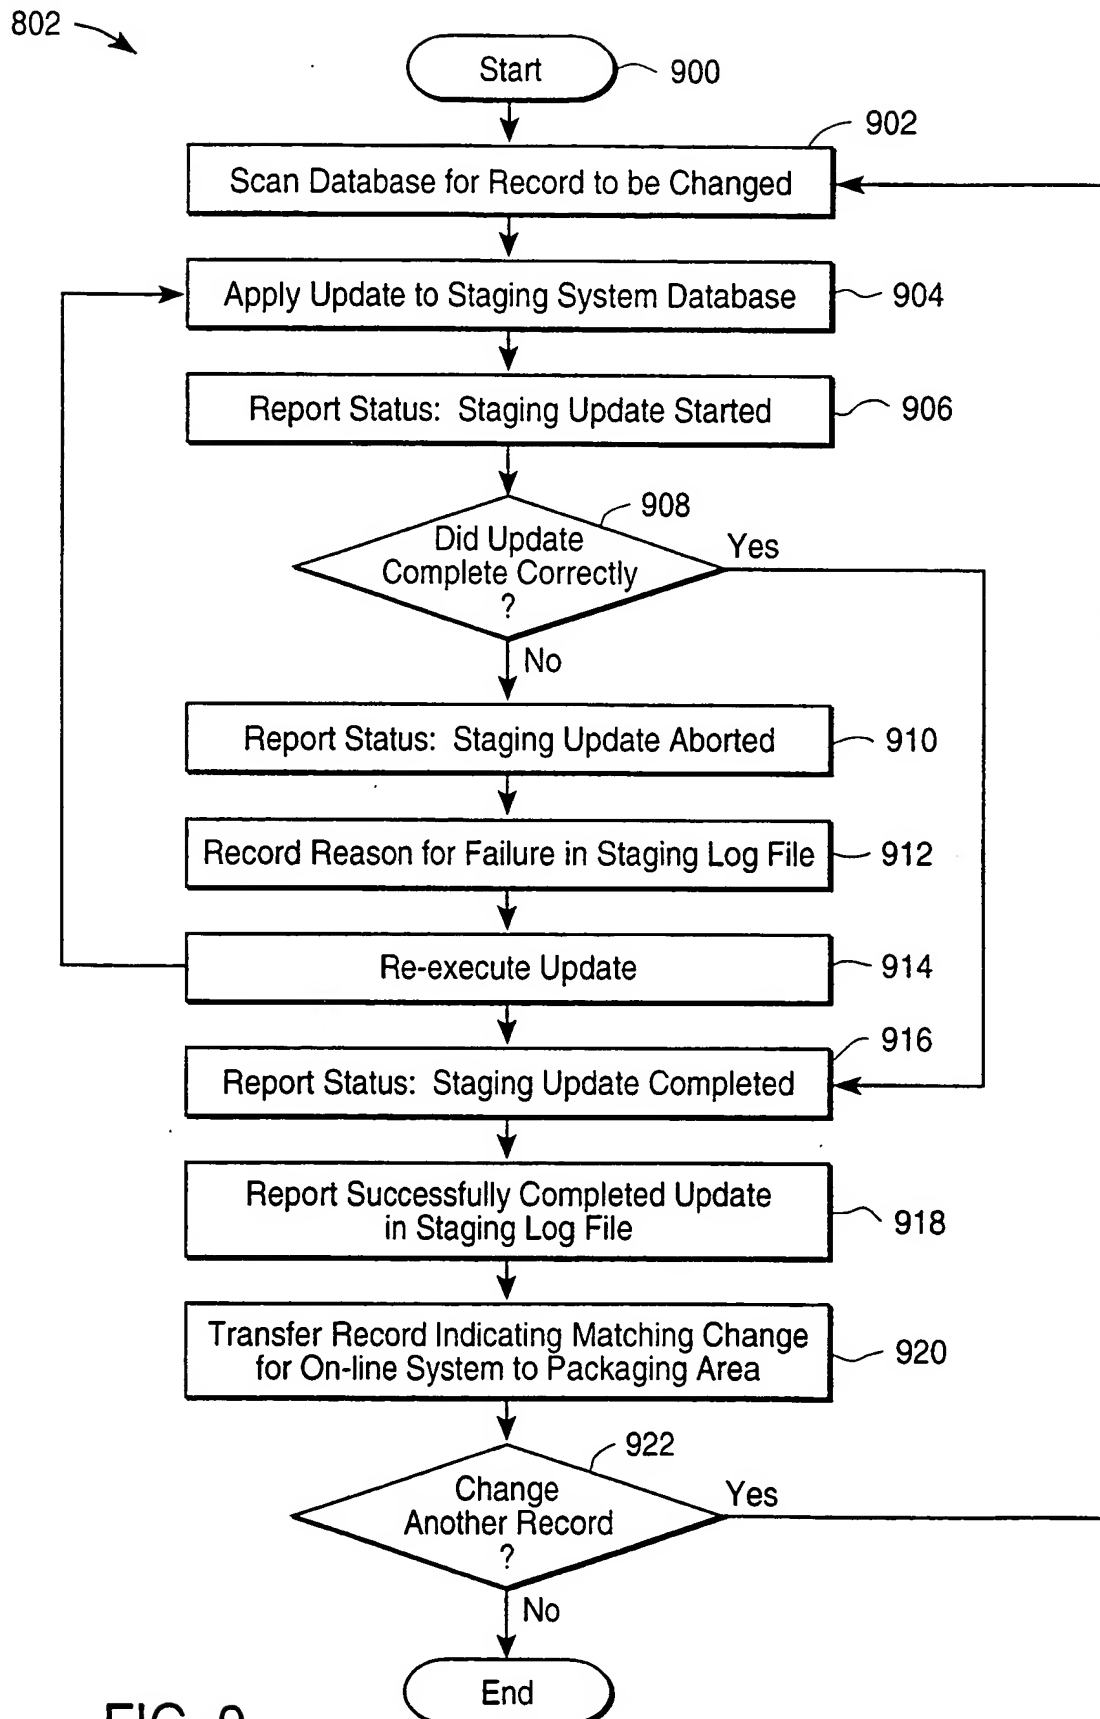 802
Start
900
902
Scan Database for Record to be Changed
Apply Update to Staging System Database
904
Report Status: Staging Update Started
906
908
Did Update
Complete Correctly
?
Yes
No
Report Status: Staging Update Aborted
910
Record Reason for Failure in Staging Log File
912
Re-execute Update
914
916
Report Status: Staging Update Completed
Report Successfully Completed Update
in Staging Log File
918
Transfer Record Indicating Matching Change
for On-line System to Packaging Area
920
922
Change
Another Record
?
Yes
No
End
FIG.